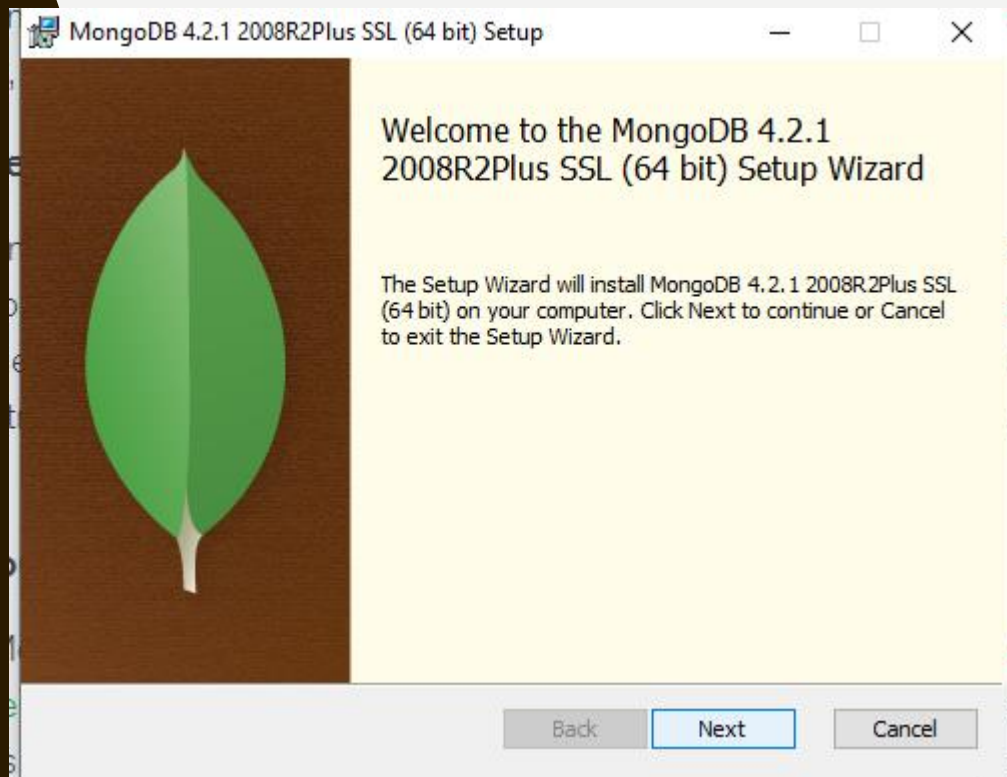 MongoDB 4.2.1 2008R2Plus SSL (64 bit) Setup
Welcome to the MongoDB 4.2.1
2008R2Plus SSL (64 bit) Setup Wizard
The Setup Wizard will install MongoDB 4.2.1 2008R2Plus SSL
(64 bit) on your computer. Click Next to continue or Cancel
to exit the Setup Wizard.
Back Next Cancel